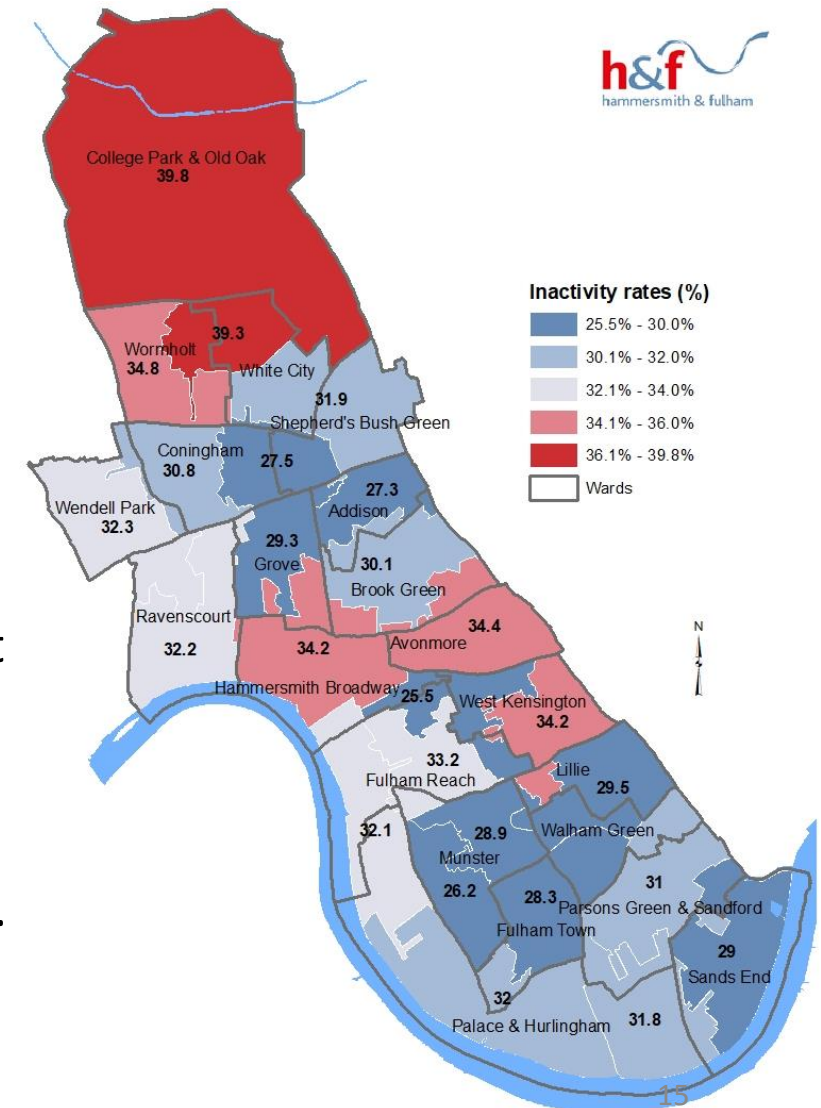 h&f
hammersmith & fulham
College Park & Old Oak
39.8
Inactivity rates (%)
25.5% - 30.0%
30.1% - 32.0%
32.1% - 34.0%
34.1% - 36.0%
36.1% - 39.8%
Wards
39.3
Wormholt
34.8
White City
31.9
Shepherd's Bush Green
Coningham
30.8
27.5
27.3
Addison
Wendell Park
32.3
29.3
Grove
30.1
Brook Green
Ravenscourt
32.2
34.2
Hammersmith Broadway
34.4
Avonmore
N
25.5
West Kensington
34.2
33.2
Fulham Reach
Lillie
29.5
32.1
28.9
Munster
Walham Green
26.2
28.3
Fulham Town
31
Parsons Green & Sandford
29
Sands End
32
Palace & Hurlingham
31.8
t
.
15